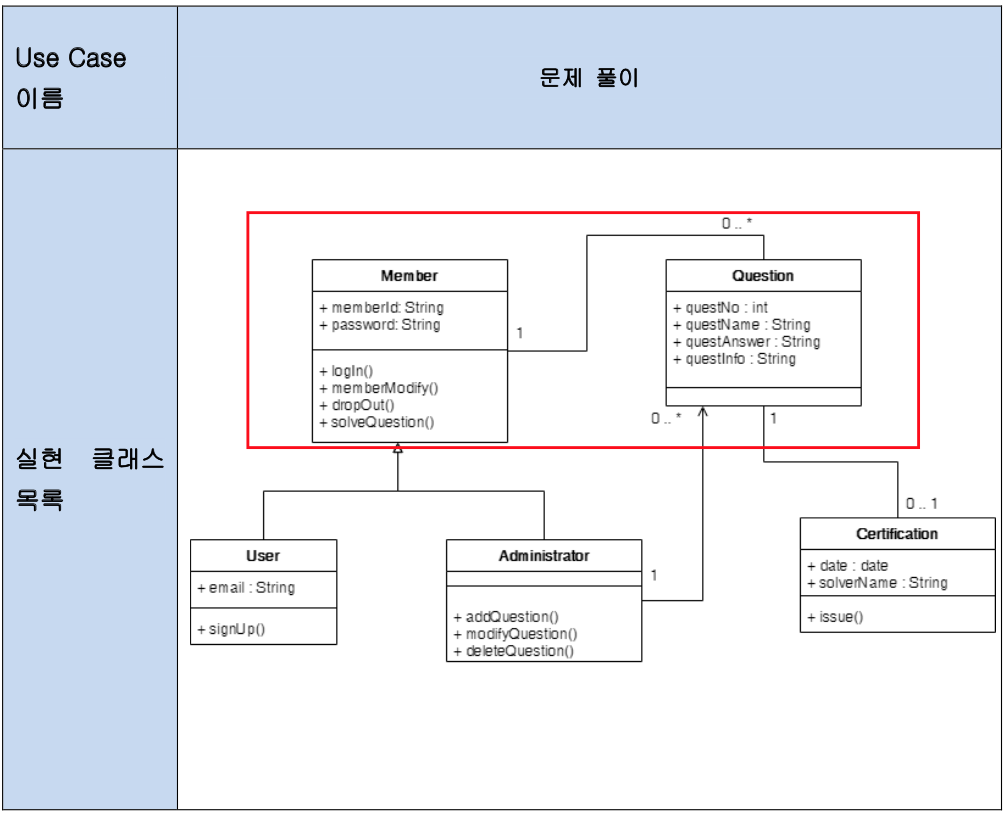 Use Case
이름
문제 풀이
실현 클래스
목록
0 .. *
Member
+ memberId: String
+ password: String
+ logIn()
+ memberModify()
+ dropOut()
+ solveQuestion()
1
Question
+ questNo : int
+ questName : String
+ questAnswer : String
+ questInfo : String
0 .. *
1
0 .. 1
User
+ email : String
+ signUp()
Administrator
+ addQuestion()
+ modifyQuestion()
+ deleteQuestion()
1
Certification
+ date : date
+ solverName : String
+ issue()